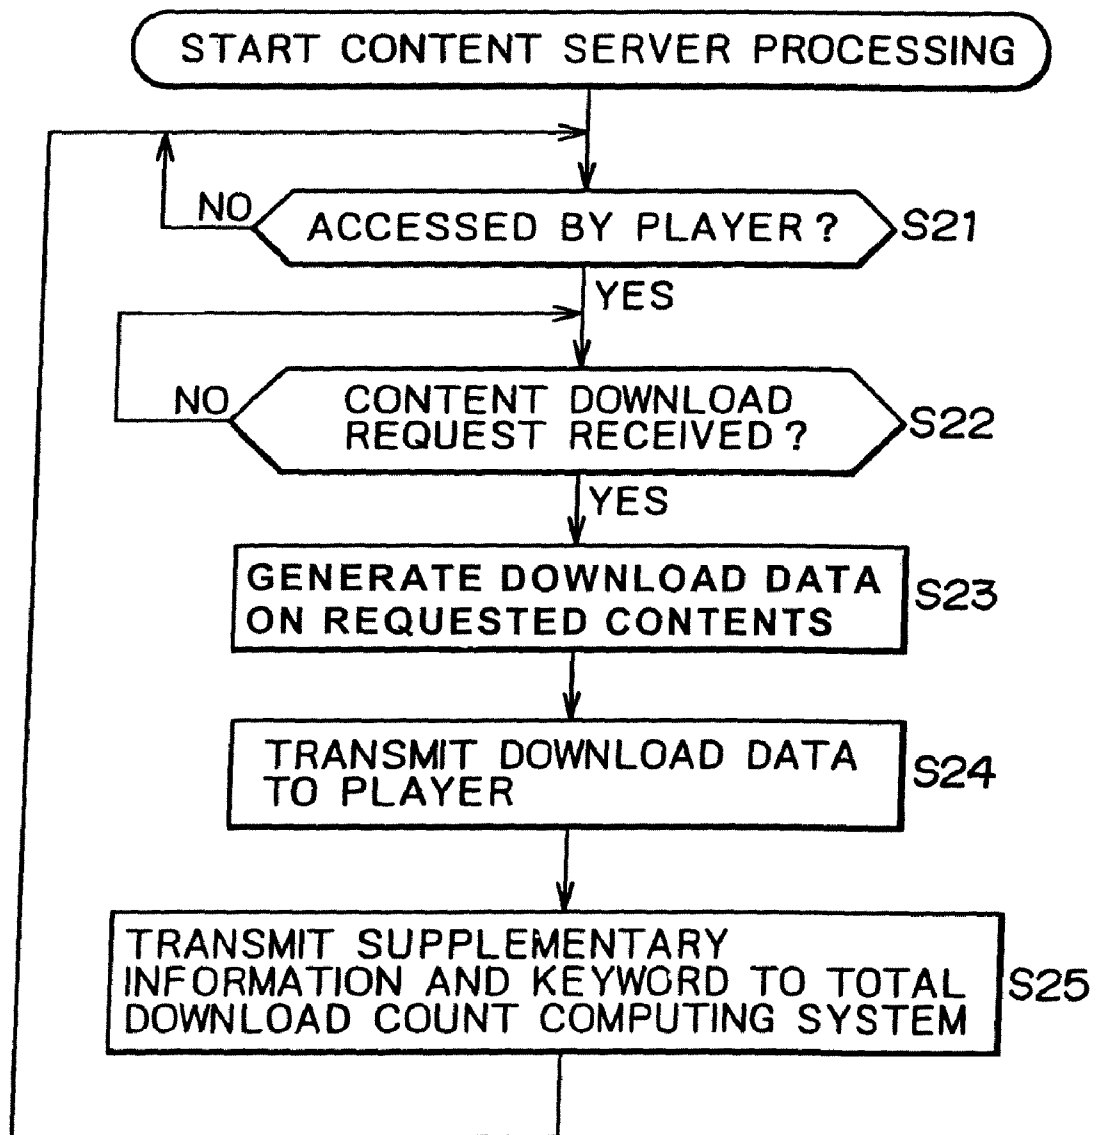 START CONTENT SERVER PROCESSING
NO
ACCESSED BY PLAYER?
S21
YES
NO
CONTENT DOWNLOAD
REQUEST RECEIVED?
S22
YES
GENERATE DOWNLOAD DATA
ON REQUESTED CONTENTS
S23
TRANSMIT DOWNLOAD DATA
TO PLAYER
S24
TRANSMIT SUPPLEMENTARY
INFORMATION AND KEYWORD TO TOTAL
DOWNLOAD COUNT COMPUTING SYSTEM
S25